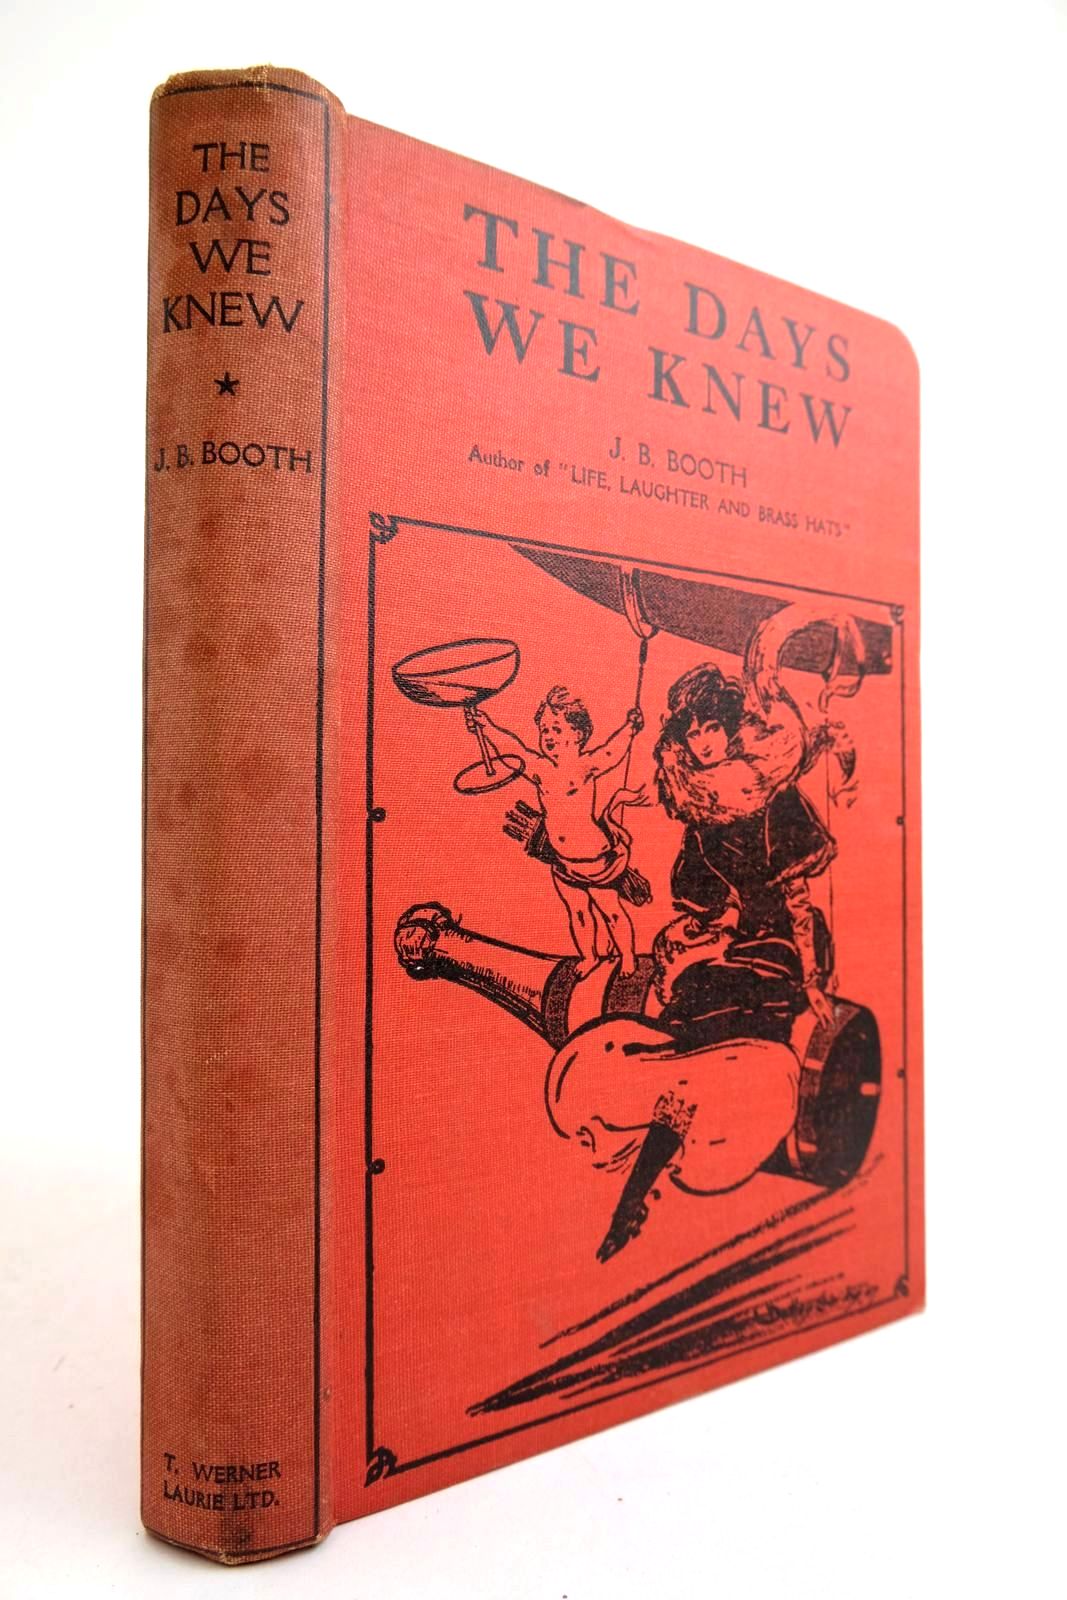 THE
DAYS
WE
KNEW
★
J. B. BOOTH
T. WERNER
LAURIE LTD.
THE DAYS
WE KNEW
J. B. BOOTH
Author of "LIFE, LAUGHTER AND BRASS HATS"